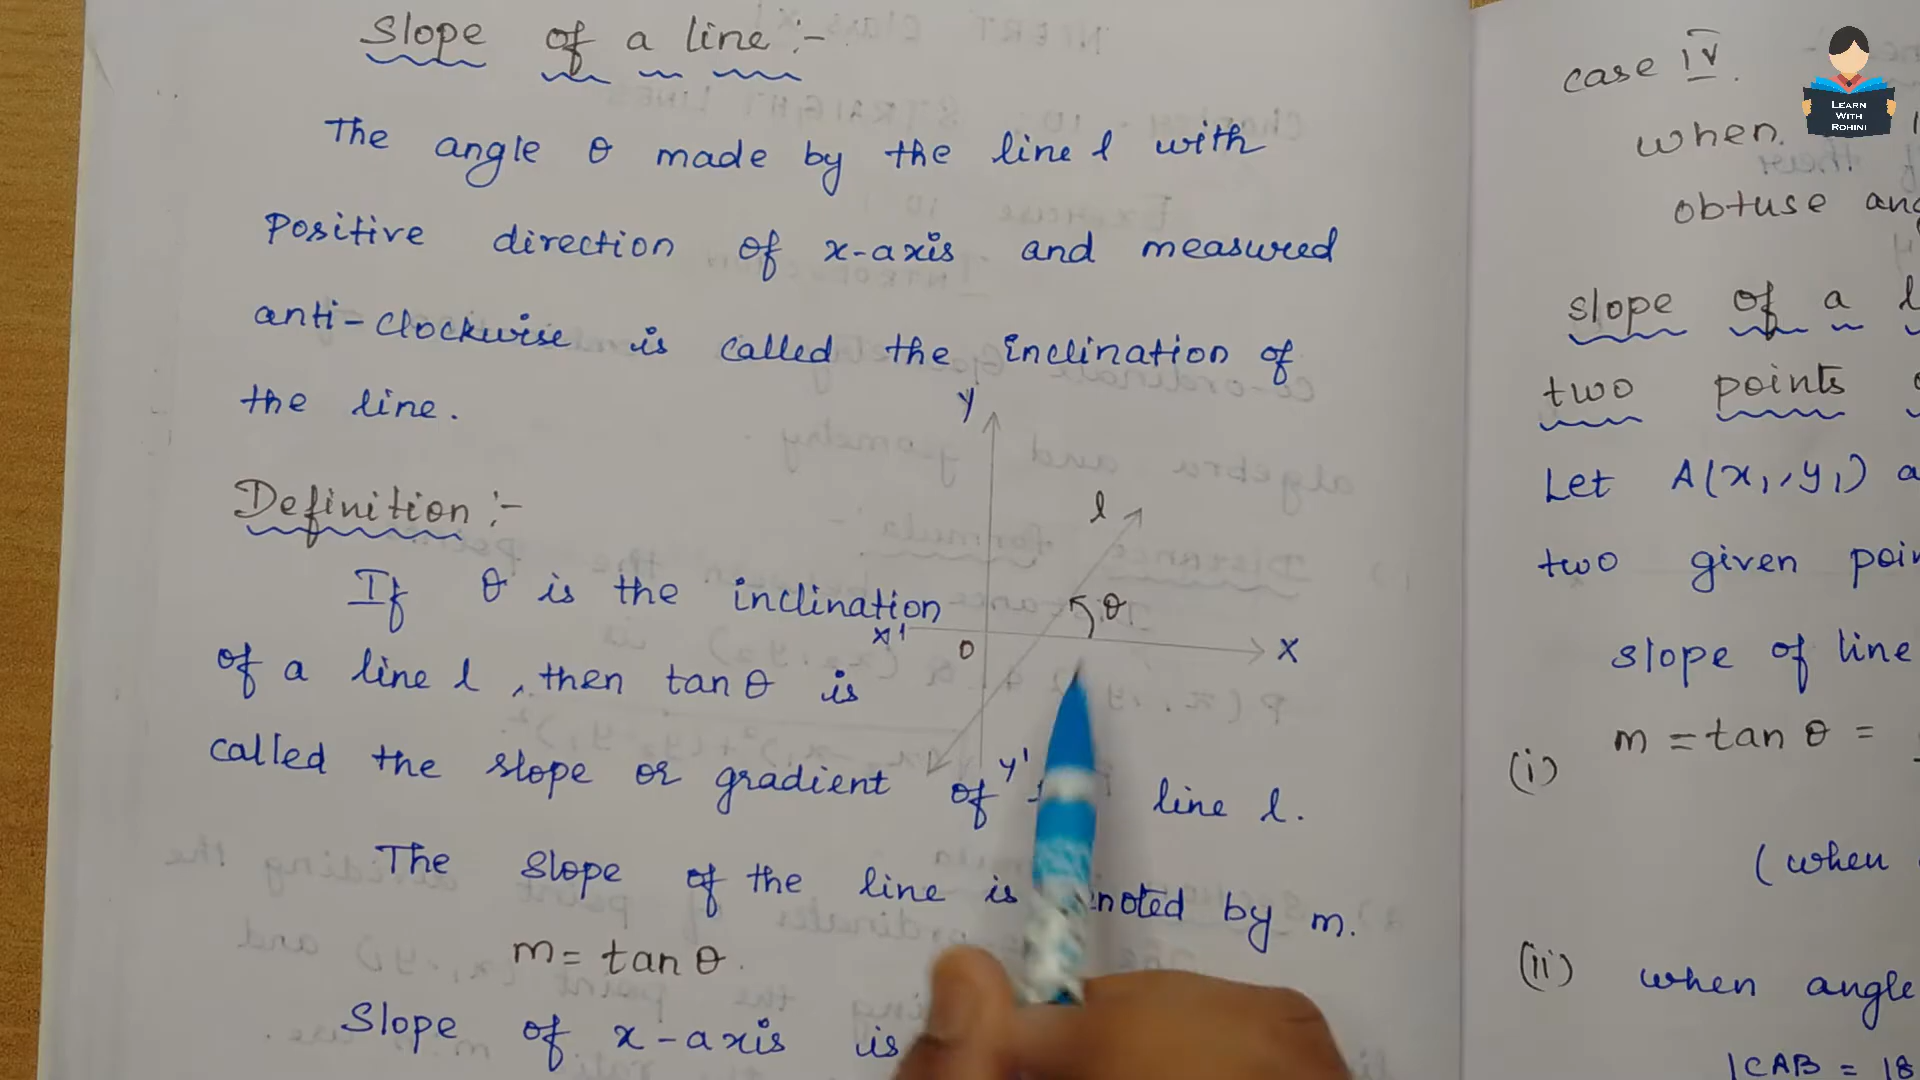 Slope of a line :-
The angle θ made by the line l with
Positive direction of x-axis and measured
anti-clockwise is called the inclination of
the line.
Definition :-
If θ is the inclination
of a line l, then tan θ is
called the slope or gradient of line l.
The slope of the line is noted by m.
m = tan θ.
Slope of x-axis is
Y
l
θ
X'
O
X
Y'
case IV.
when.
obtuse
slope of a
two points
Let A(x₁, y₁)
two given
slope of line
(i) m = tan θ =
(when
(ii) when angle
CAB = 18
LEARN
WITH
ROHINI